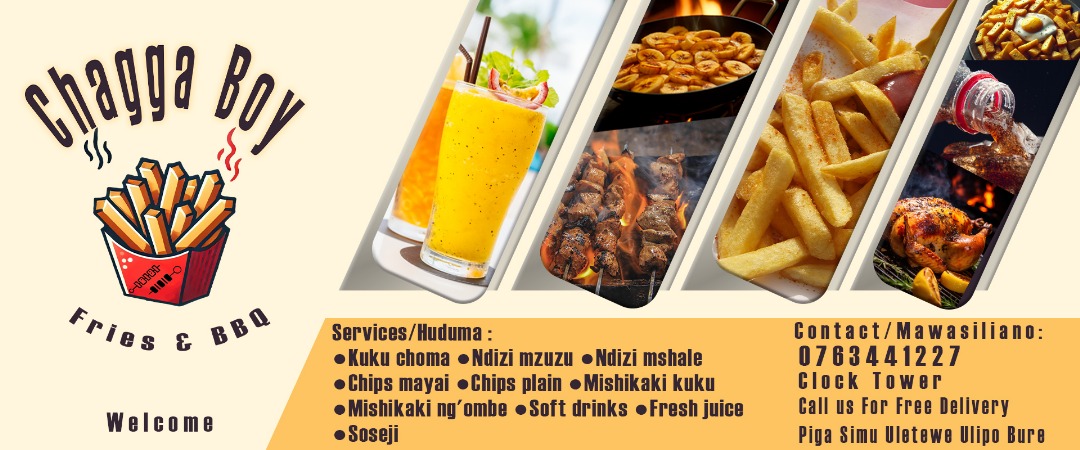 Chagga Boy
Fries & BBQ
Welcome
Services/Huduma :
●Kuku choma ●Ndizi mzuzu ●Ndizi mshale
●Chips mayai ●Chips plain ●Mishikaki kuku
●Mishikaki ng'ombe ●Soft drinks ●Fresh juice
●Soseji
Contact/Mawasiliano:
0763441227
Clock Tower
Call us For Free Delivery
Piga Simu Uletewe Ulipo Bure